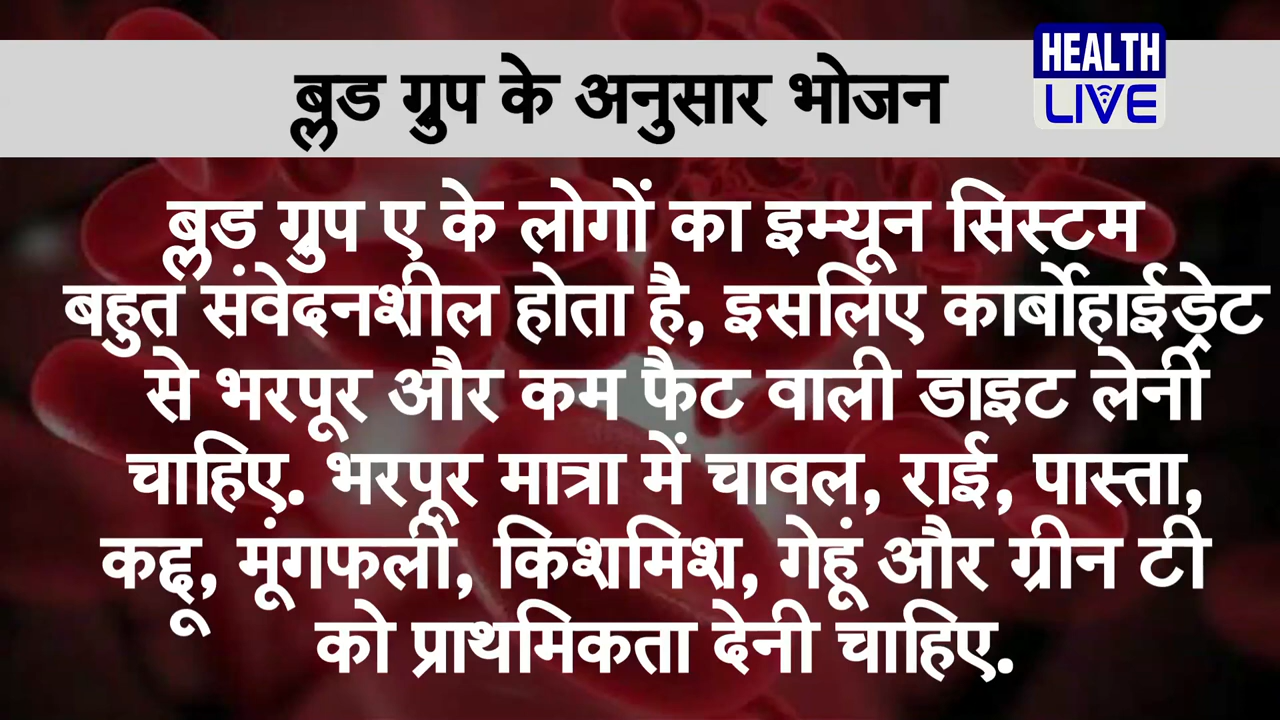 ब्लड ग्रुप के अनुसार भोजन
HEALTH
LIVE
ब्लड ग्रुप ए के लोगों का इम्यून सिस्टम
बहुत संवेदनशील होता है, इसलिए कार्बोहाईड्रेट
से भरपूर और कम फैट वाली डाइट लेनी
चाहिए. भरपूर मात्रा में चावल, राई, पास्ता,
कद्दू, मूंगफली, किशमिश, गेहूं और ग्रीन टी
को प्राथमिकता देनी चाहिए.